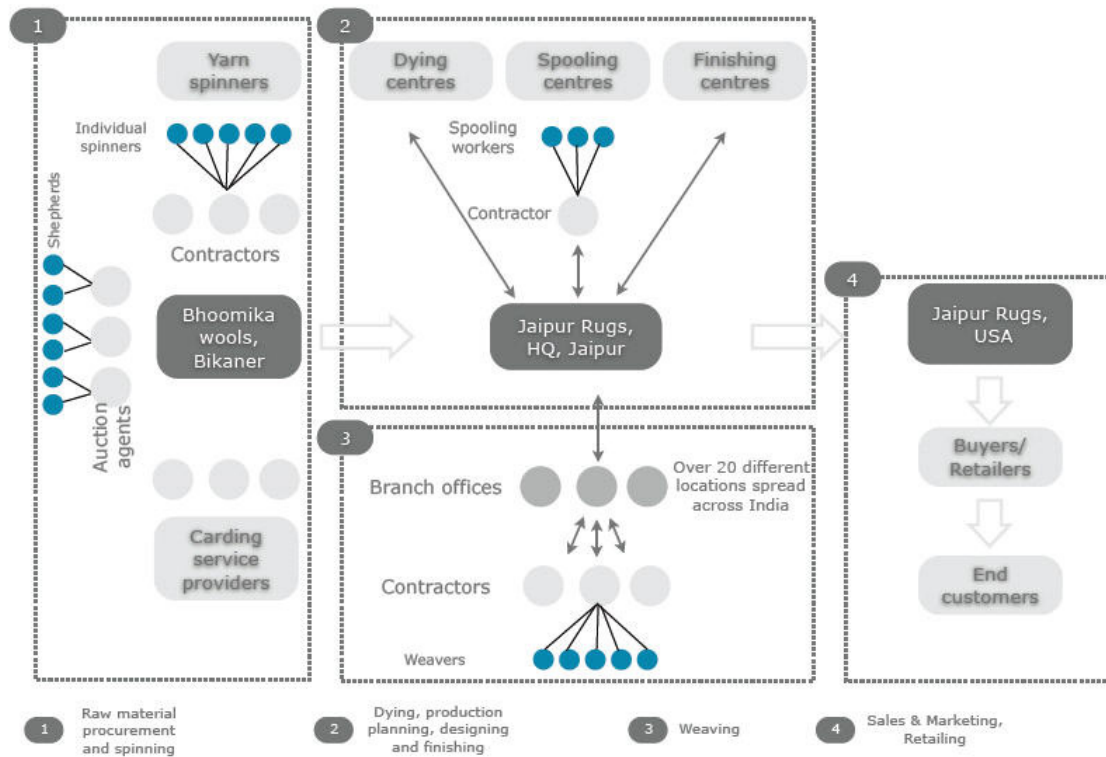 1
Yarn
spinners
Individual
spinners
Shepherds
Contractors
Bhoomika
wools,
Bikaner
Auction
agents
Carding
service
providers
2
Dying
centres
Spooling
centres
Finishing
centres
Spooling
workers
Contractor
Jaipur Rugs,
HQ, Jaipur
3
Branch offices
Over 20 different
locations spread
across India
Contractors
Weavers
4
Jaipur Rugs,
USA
Buyers/
Retailers
End
customers
1
Raw material
procurement
and spinning
2
Dying, production
planning, designing
and finishing
3
Weaving
4
Sales & Marketing,
Retailing